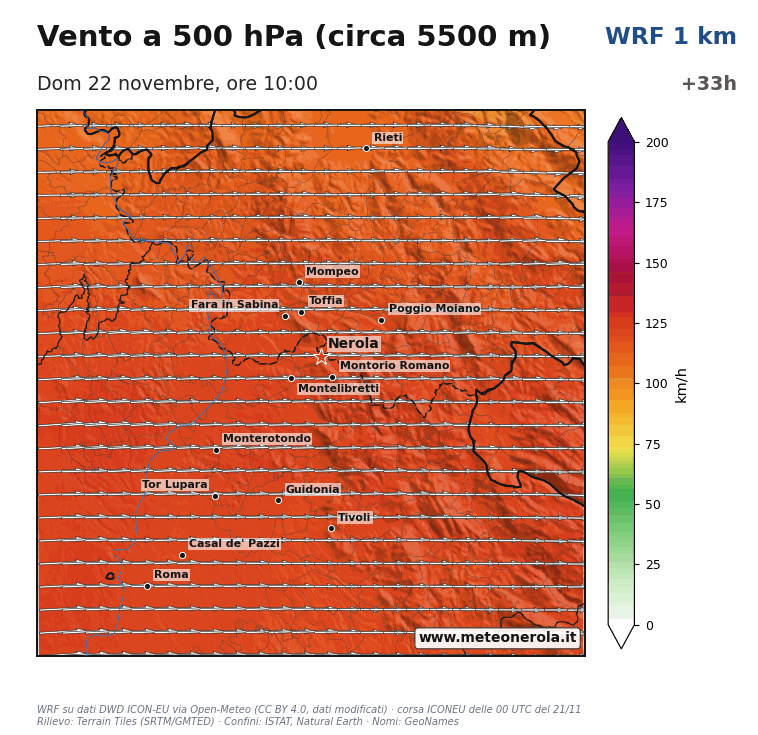 Vento a 500 hPa (circa 5500 m)
WRF 1 km
Dom 22 novembre, ore 10:00
+33h
Rieti
Mompeo
Fara in Sabina
Toffia
Poggio Moiano
Nerola
Montorio Romano
Montelibretti
Monterotondo
Tor Lupara
Guidonia
Tivoli
Casal de' Pazzi
Roma
www.meteonerola.it
200
175
150
125
100
75
50
25
0
km/h
WRF su dati DWD ICON-EU via Open-Meteo (CC BY 4.0, dati modificati) · corsa ICONEU delle 00 UTC del 21/11
Rilievo: Terrain Tiles (SRTM/GMTED) · Confini: ISTAT, Natural Earth · Nomi: GeoNames